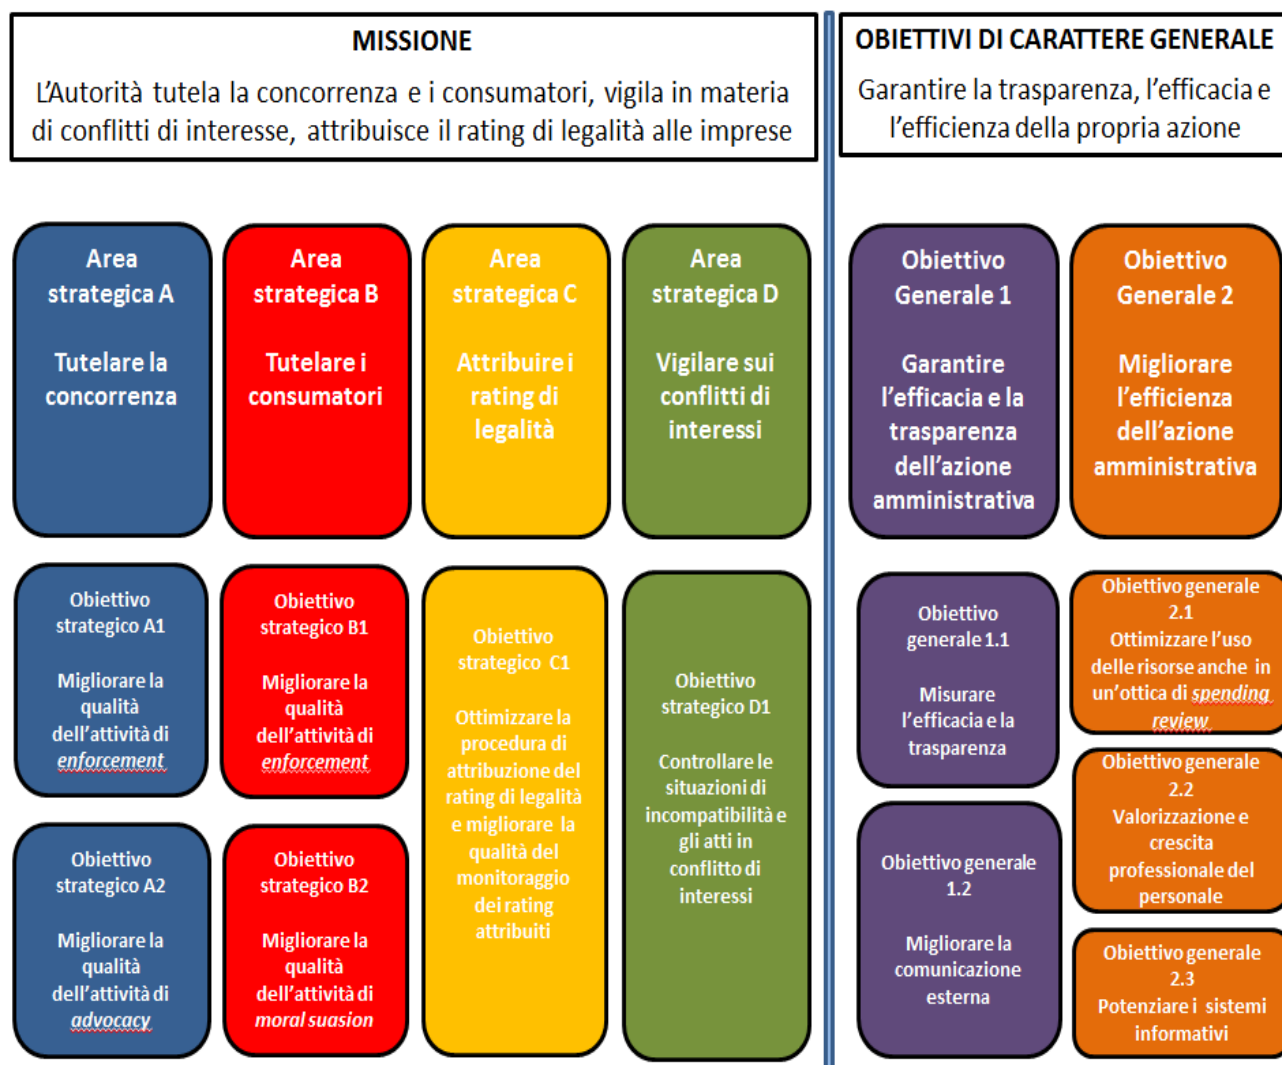 MISSIONE
L'Autorità tutela la concorrenza e i consumatori, vigila in materia
di conflitti di interesse, attribuisce il rating di legalità alle imprese
OBIETTIVI DI CARATTERE GENERALE
Garantire la trasparenza, l'efficacia e
l'efficienza della propria azione
Area
strategica A
Tutelare la
concorrenza
Area
strategica B
Tutelare i
consumatori
Area
strategica C
Attribuire i
rating di
legalità
Area
strategica D
Vigilare sui
conflitti di
interessi
Obiettivo
Generale 1
Garantire
l'efficacia e la
trasparenza
dell'azione
amministrativa
Obiettivo
Generale 2
Migliorare
l'efficienza
dell'azione
amministrativa
Obiettivo
strategico A1
Migliorare la
qualità
dell'attività di
enforcement
Obiettivo
strategico B1
Migliorare la
qualità
dell'attività di
enforcement
Obiettivo
strategico C1
Ottimizzare la
procedura di
attribuzione del
rating di legalità
e migliorare la
qualità del
monitoraggio
dei rating
attribuiti
Obiettivo
strategico D1
Controllare le
situazioni di
incompatibilità e
gli atti in
conflitto di
interessi
Obiettivo
generale 1.1
Misurare
l'efficacia e la
trasparenza
Obiettivo generale
2.1
Ottimizzare l'uso
delle risorse anche in
un'ottica di spending
review
Obiettivo generale
2.2
Valorizzazione e
crescita
professionale del
personale
Obiettivo
strategico A2
Migliorare la
qualità
dell'attività di
advocacy
Obiettivo
strategico B2
Migliorare la
qualità
dell'attività di
moral suasion
Obiettivo generale
1.2
Migliorare la
comunicazione
esterna
Obiettivo generale
2.3
Potenziare i sistemi
informativi